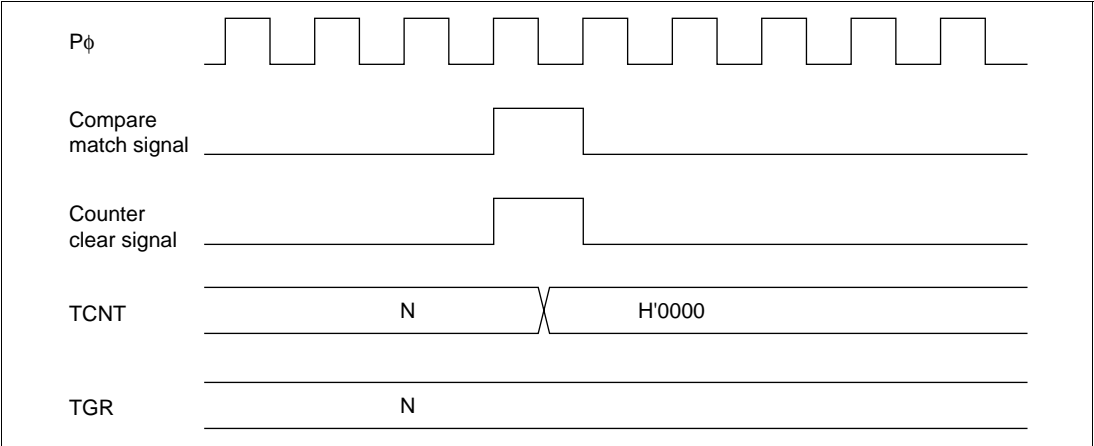 Pϕ
Compare
match signal
Counter
clear signal
TCNT N H'0000
TGR N